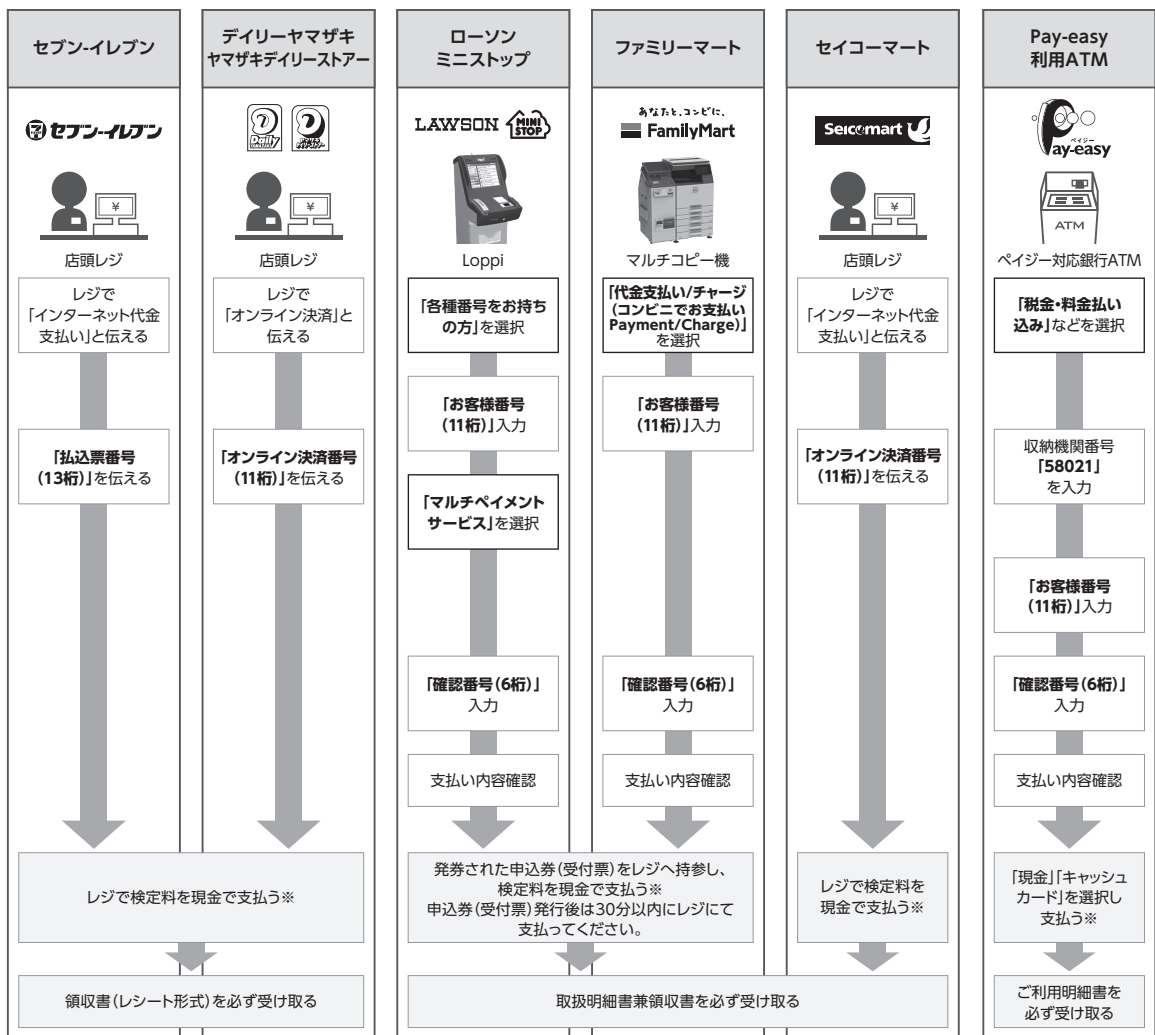 セブン-イレブン
デイリーヤマザキ
ヤマザキデイリーストアー
ローソン
ミニストップ
ファミリーマート
セイコーマート
Pay-easy
利用ATM
セブン-イレブン
Daily
LAWSON
MINI
STOP
あなたと、コンビに、
FamilyMart
Seicomart
ペイジー
Pay-easy
¥
¥
¥
ATM
店頭レジ
店頭レジ
Loppi
マルチコピー機
店頭レジ
ペイジー対応銀行ATM
レジで
「インターネット代金
支払い」と伝える
レジで
「オンライン決済」と
伝える
「各種番号をお持ち
の方」を選択
「代金支払い/チャージ
(コンビニでお支払い
Payment/Charge)」
を選択
レジで
「インターネット代金
支払い」と伝える
「税金・料金払い
込み」などを選択
「お客様番号
(11桁)」入力
「お客様番号
(11桁)」入力
「払込票番号
(13桁)」を伝える
「オンライン決済番号
(11桁)」を伝える
「マルチペイメント
サービス」を選択
「オンライン決済番号
(11桁)」を伝える
収納機関番号
「58021」
を入力
「お客様番号
(11桁)」入力
「確認番号(6桁)」
入力
「確認番号(6桁)」
入力
「確認番号(6桁)」
入力
支払い内容確認
支払い内容確認
支払い内容確認
レジで検定料を現金で支払う※
発券された申込券(受付票)をレジへ持参し、
検定料を現金で支払う※
申込券(受付票)発行後は30分以内にレジにて
支払ってください。
レジで検定料を
現金で支払う※
「現金」「キャッシュ
カード」を選択し
支払う※
領収書(レシート形式)を必ず受け取る
取扱明細書兼領収書を必ず受け取る
ご利用明細書を
必ず受け取る